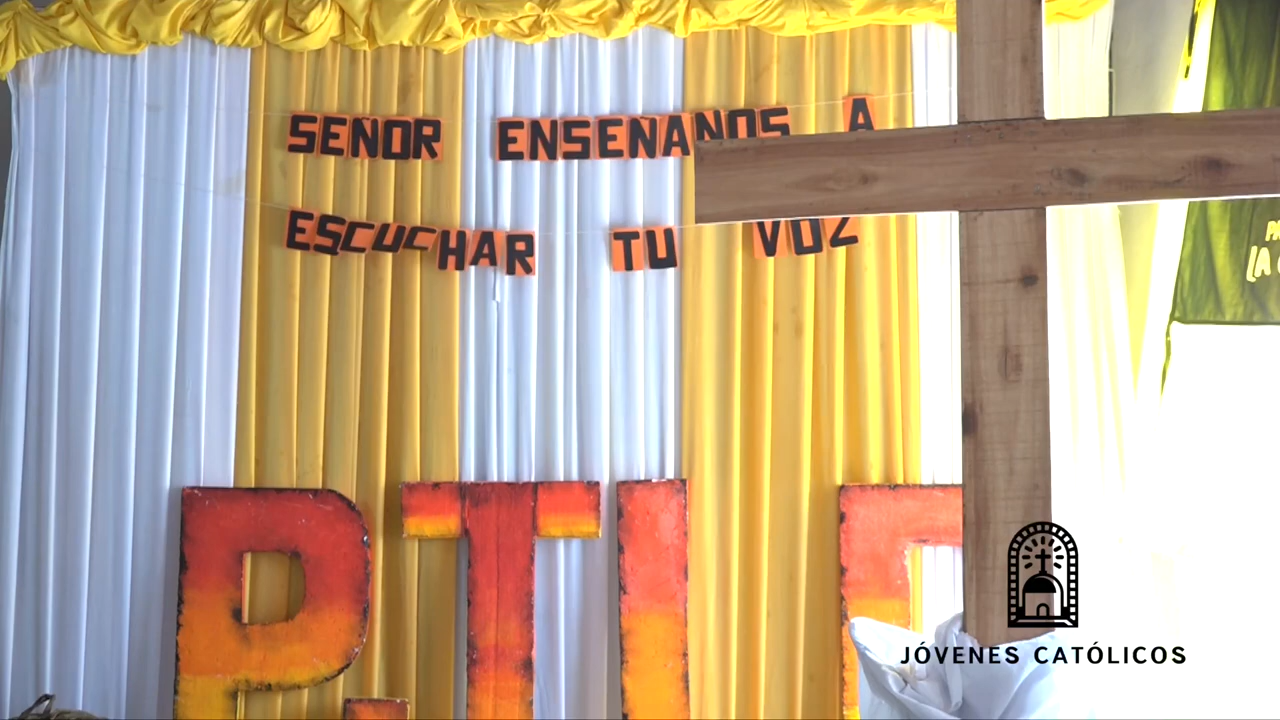 SEÑOR ENSEÑANOS A
ESCUCHAR TU VOZ
P.J.
JÓVENES CATÓLICOS